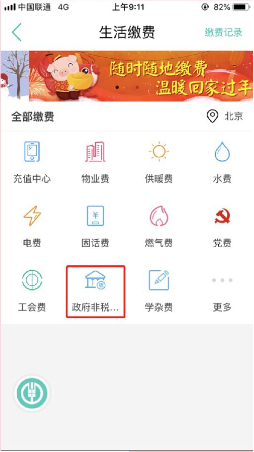 中国联通 4G 上午9:11 82%
生活缴费 缴费记录
随时随地缴费
温暖回家过年
全部缴费 北京
充值中心 物业费 供暖费 水费
电费 固话费 燃气费 党费
工会费 政府非税... 学杂费 更多